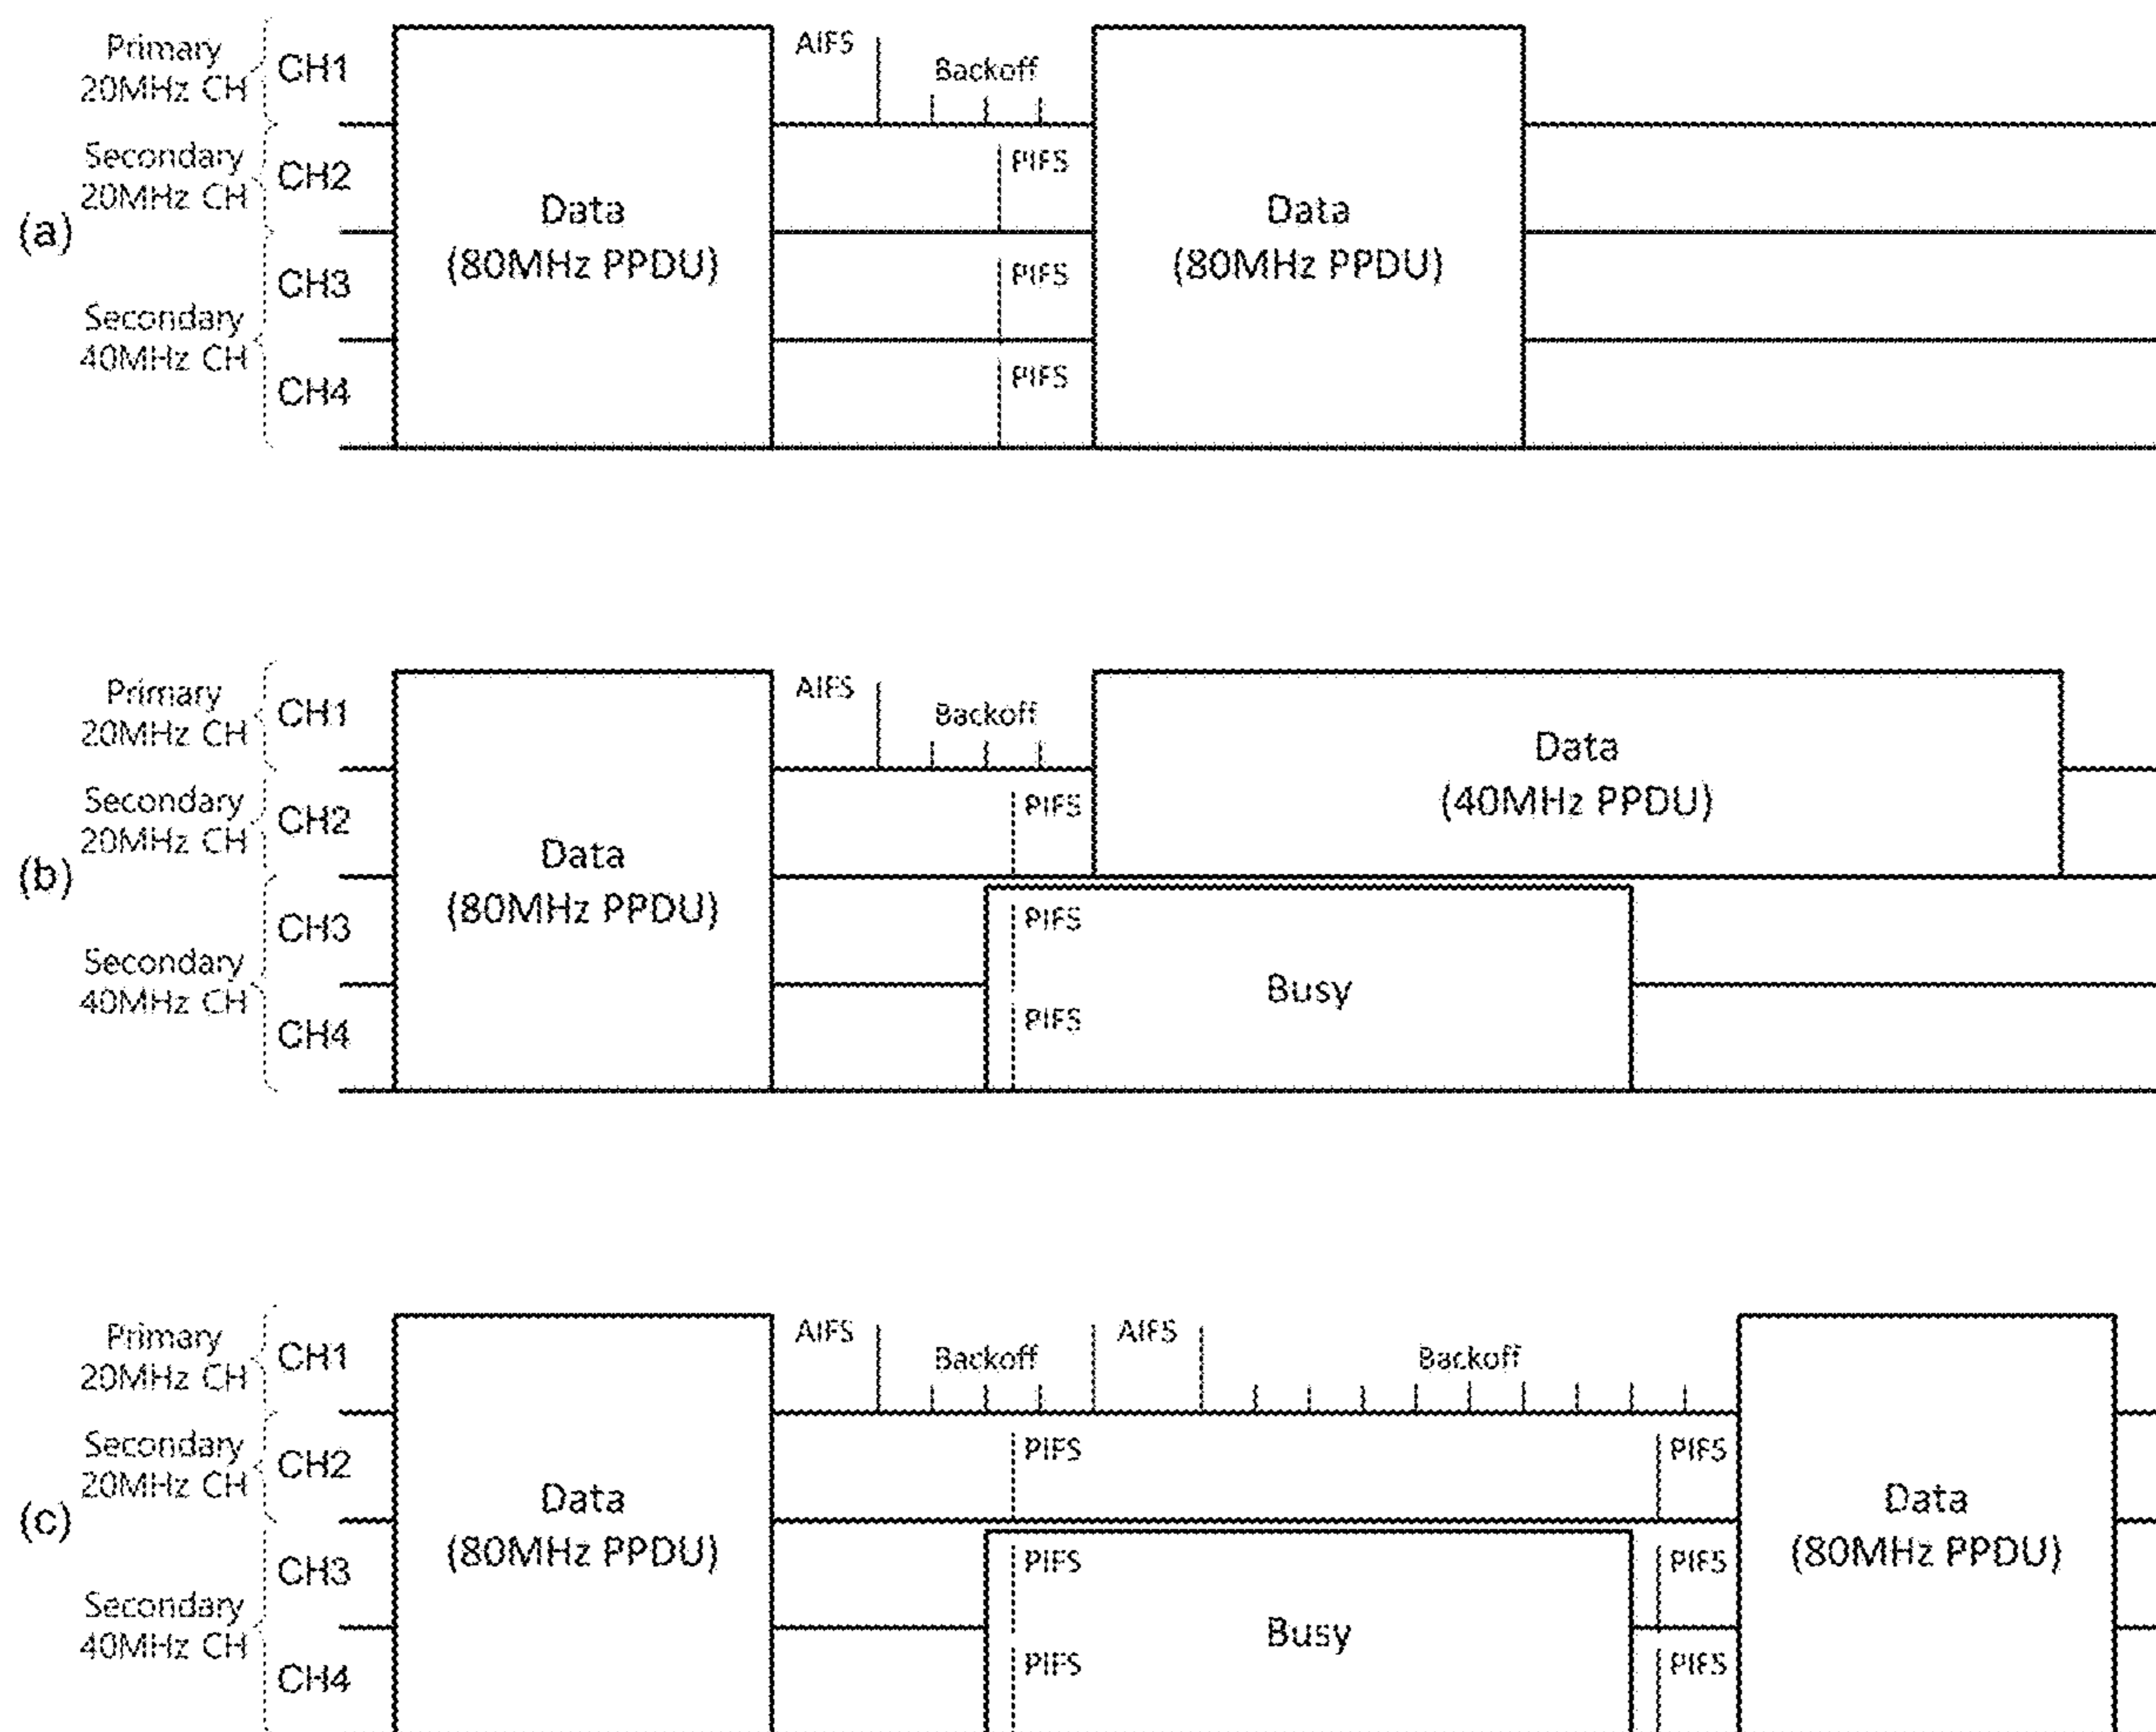 (a)
Primary
20MHz CH
CH1
Secondary
20MHz CH
CH2
Secondary
40MHz CH
CH3
CH4
Data
(80MHz PPDU)
AIFS
Backoff
PIFS
PIFS
PIFS
Data
(80MHz PPDU)
(b)
Primary
20MHz CH
CH1
Secondary
20MHz CH
CH2
Secondary
40MHz CH
CH3
CH4
Data
(80MHz PPDU)
AIFS
Backoff
PIFS
PIFS
PIFS
Data
(40MHz PPDU)
Busy
(c)
Primary
20MHz CH
CH1
Secondary
20MHz CH
CH2
Secondary
40MHz CH
CH3
CH4
Data
(80MHz PPDU)
AIFS
Backoff
AIFS
Backoff
PIFS
PIFS
PIFS
PIFS
Busy
PIFS
PIFS
Data
(80MHz PPDU)